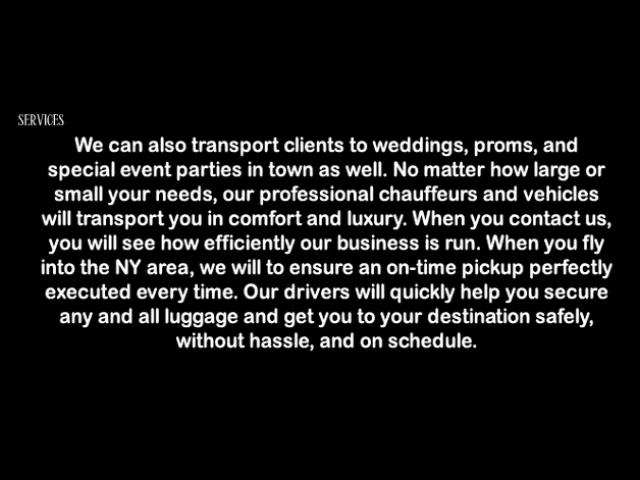 SERVICES
We can also transport clients to weddings, proms, and
special event parties in town as well. No matter how large or
small your needs, our professional chauffeurs and vehicles
will transport you in comfort and luxury. When you contact us,
you will see how efficiently our business is run. When you fly
into the NY area, we will to ensure an on-time pickup perfectly
executed every time. Our drivers will quickly help you secure
any and all luggage and get you to your destination safely,
without hassle, and on schedule.